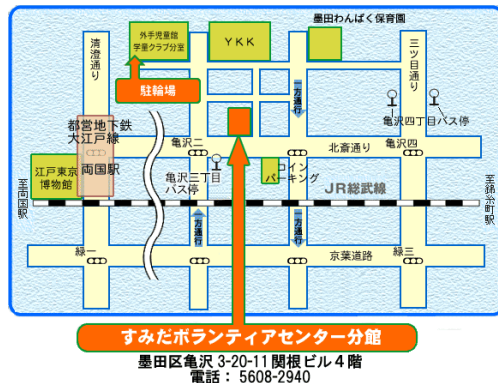 外手児童館
学童クラブ分室
YKK
墨田わんぱく保育園
清澄通り
三ツ目通り
駐輪場
一方通行
亀沢四丁目バス停
都営地下鉄
大江戸線
亀沢二
北斎通り
亀沢四
江戸東京
博物館
両国駅
亀沢三丁目
バス停
コイン
パーキング
JR総武線
至両国駅
至錦糸町駅
一方通行
一方通行
緑一
京葉道路
緑三
すみだボランティアセンター分館
墨田区亀沢 3-20-11 関根ビル4階
電話：5608-2940